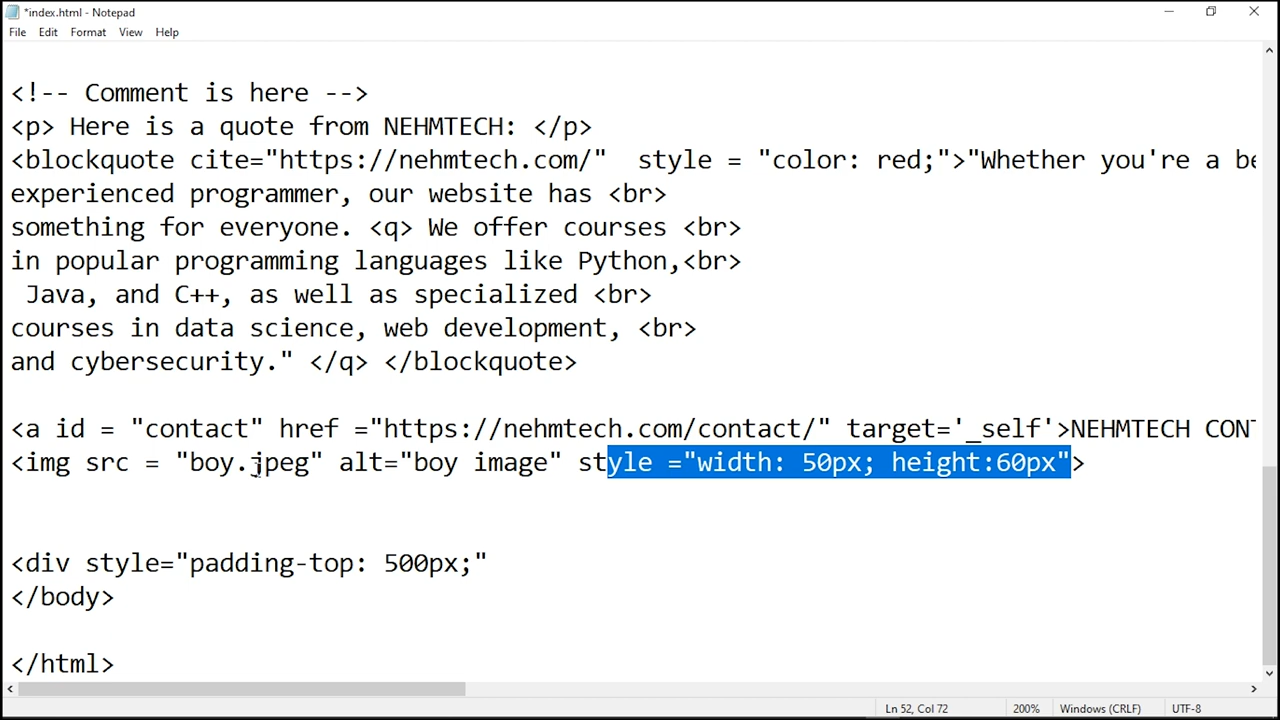 *index.html - Notepad
File Edit Format View Help
<!-- Comment is here -->
<p> Here is a quote from NEHMTECH: </p>
<blockquote cite="https://nehmtech.com/"  style = "color: red;">"Whether you're a be
experienced programmer, our website has <br>
something for everyone. <q> We offer courses <br>
in popular programming languages like Python,<br>
 Java, and C++, as well as specialized <br>
courses in data science, web development, <br>
and cybersecurity." </q> </blockquote>
<a id = "contact" href ="https://nehmtech.com/contact/" target='_self'>NEHMTECH CONT
<img src = "boy.jpeg" alt="boy image" style ="width: 50px; height:60px">
<div style="padding-top: 500px;"
</body>
</html>
Ln 52, Col 72 200% Windows (CRLF) UTF-8